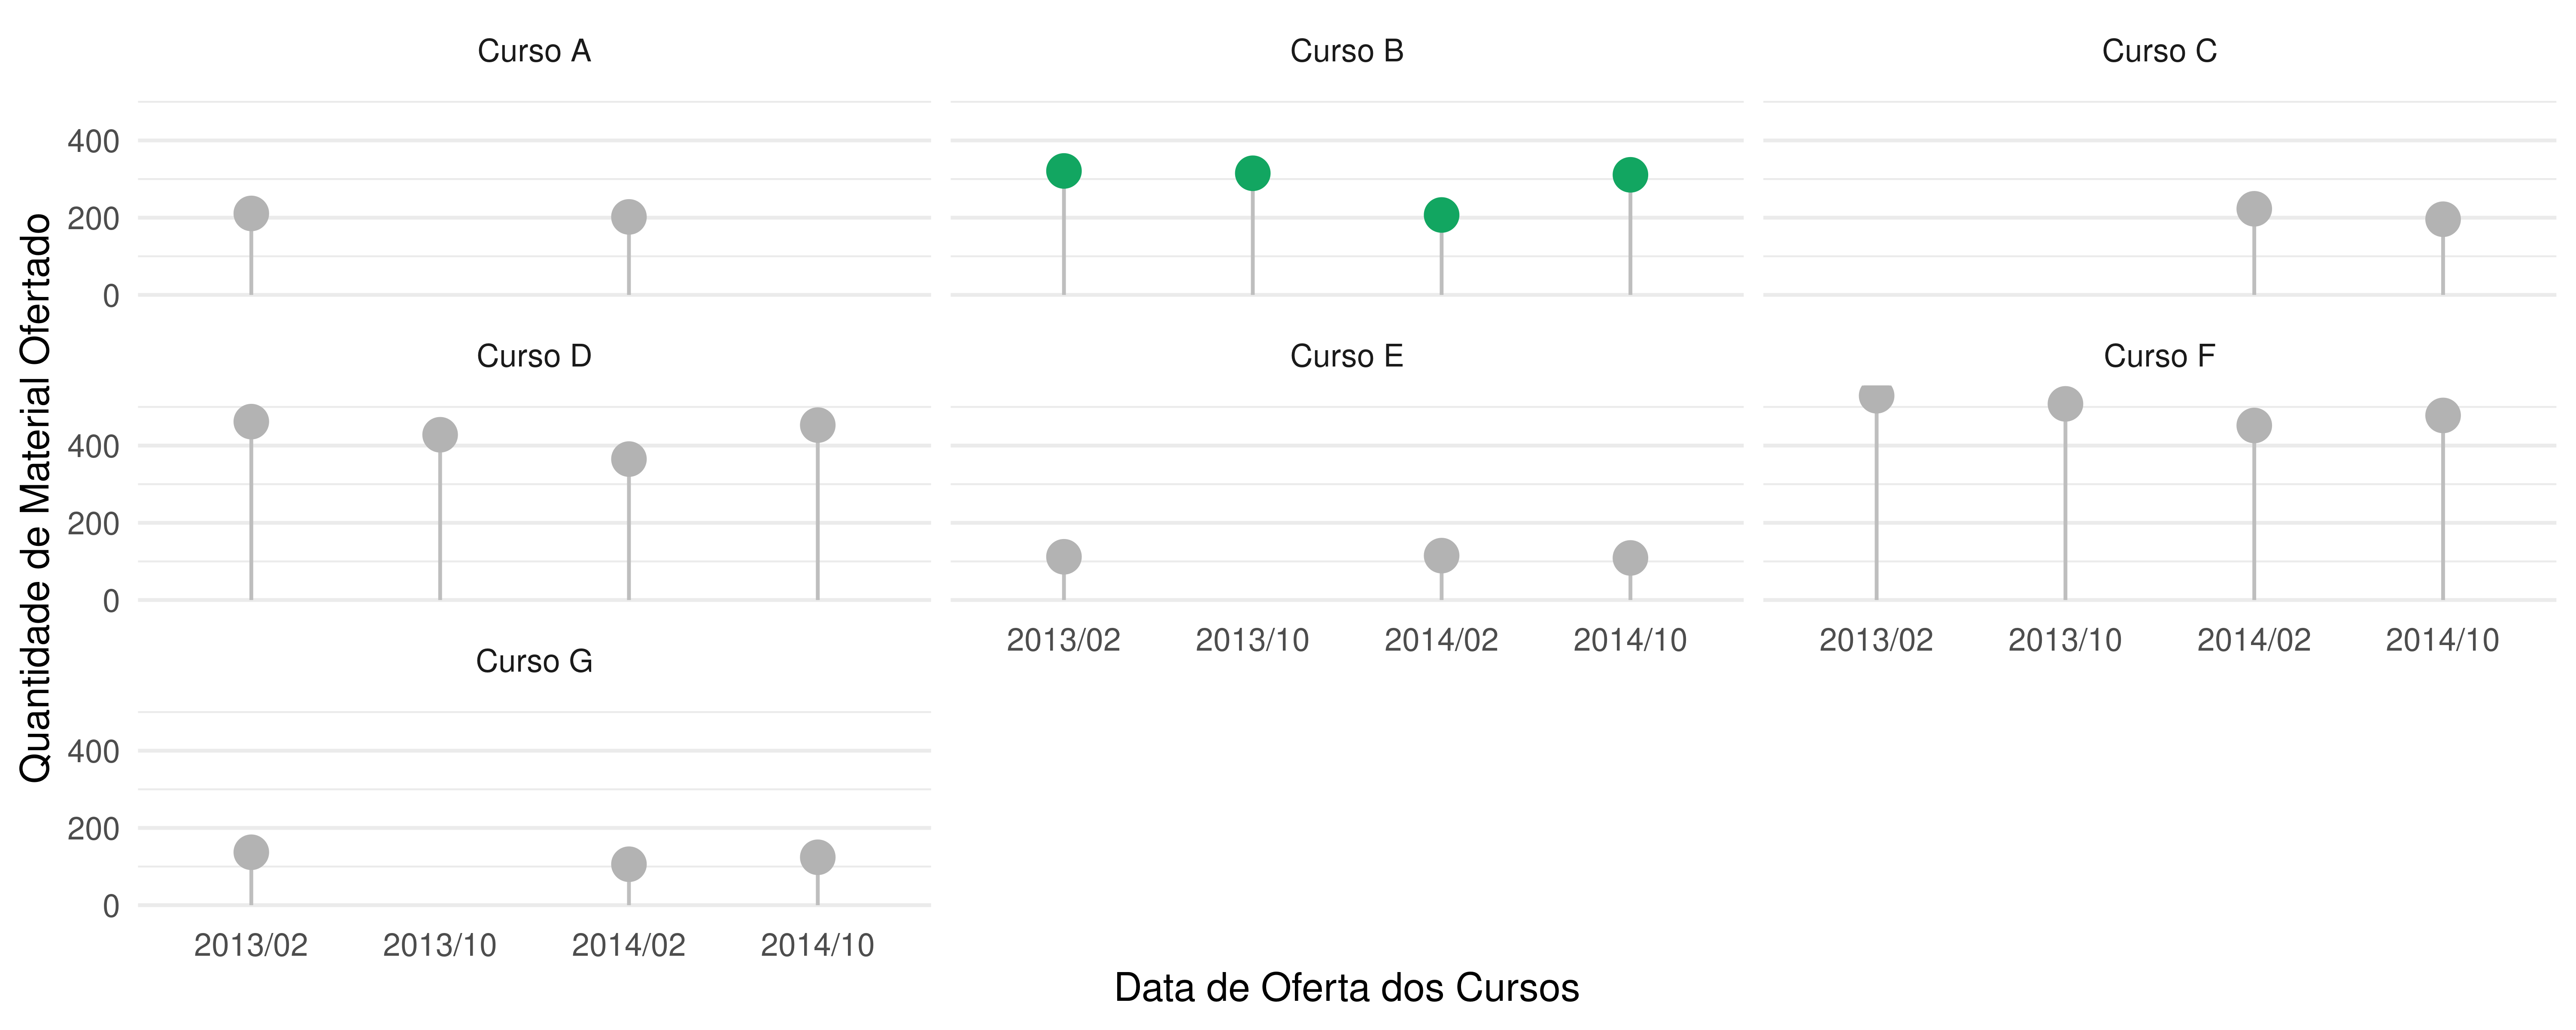 Curso A
Curso B
Curso C
400
200
0
Curso D
Curso E
Curso F
400
200
0
2013/02 2013/10 2014/02 2014/10
2013/02 2013/10 2014/02 2014/10
Curso G
400
200
0
2013/02 2013/10 2014/02 2014/10
Quantidade de Material Ofertado
Data de Oferta dos Cursos